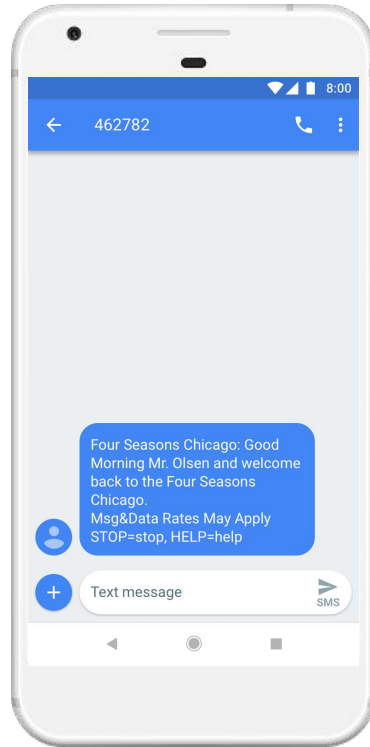 8:00
462782
Four Seasons Chicago: Good
Morning Mr. Olsen and welcome
back to the Four Seasons
Chicago.
Msg&Data Rates May Apply
STOP=stop, HELP=help
Text message
SMS